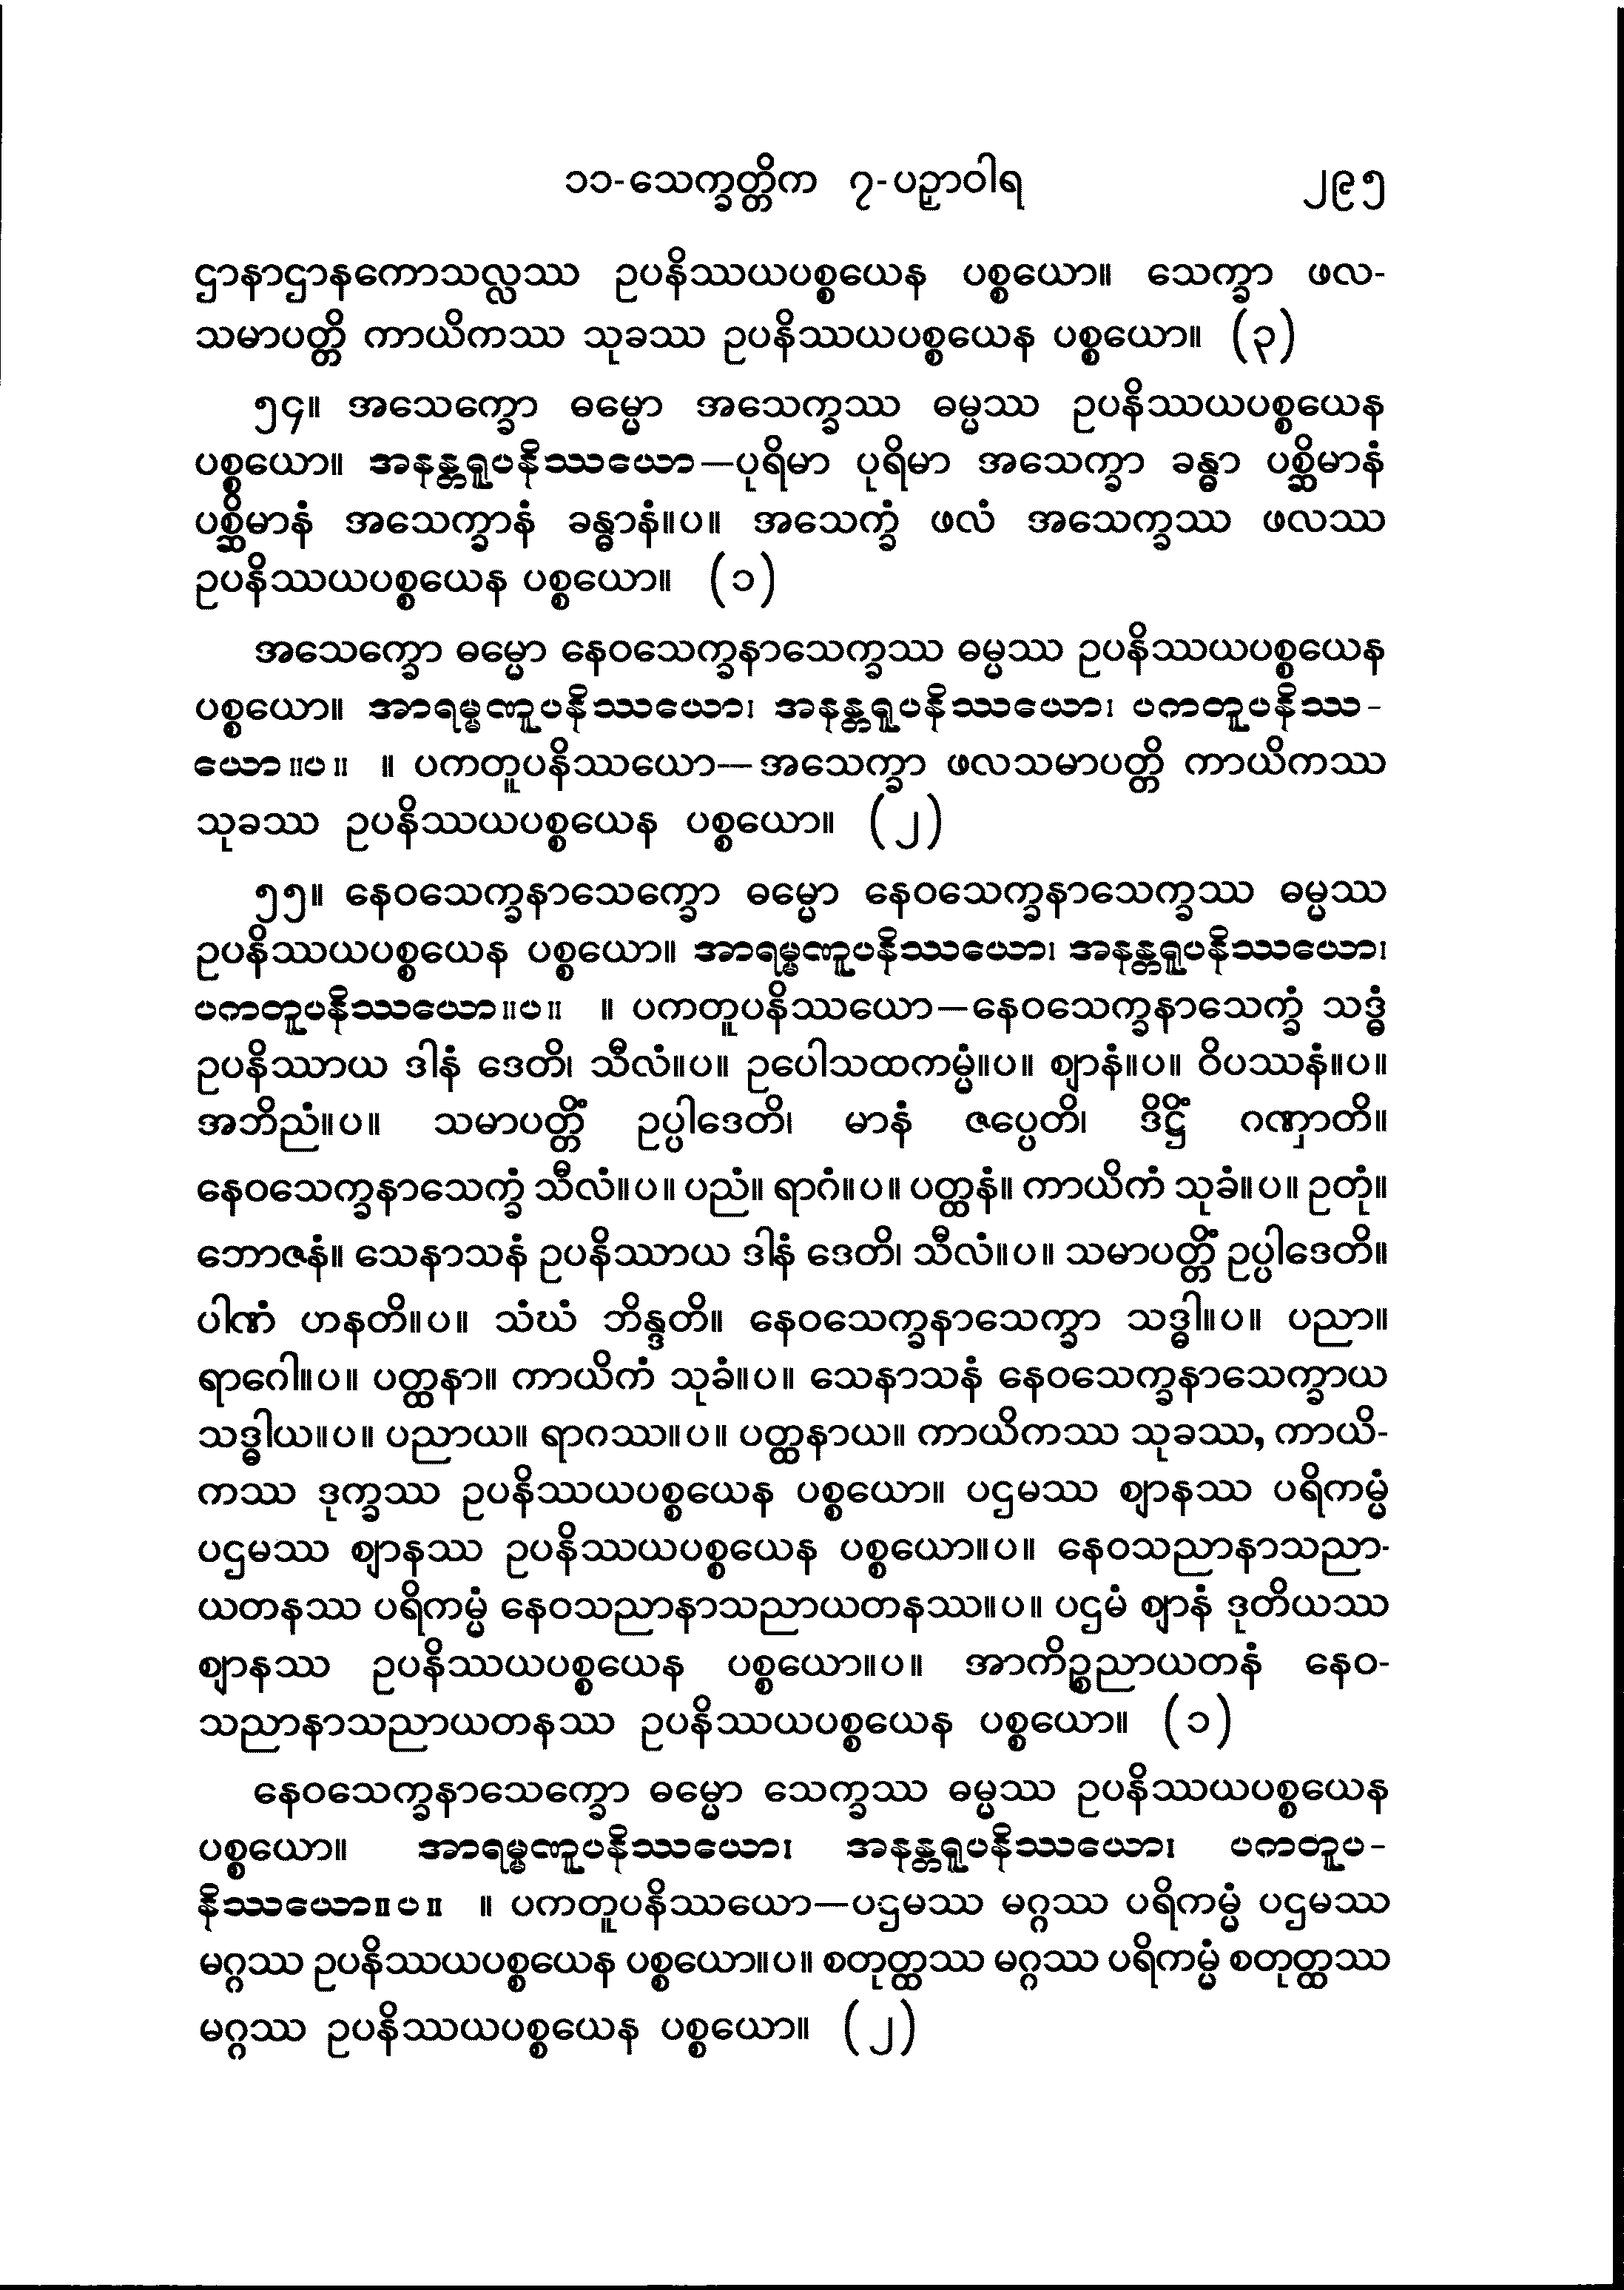 ၁၁-သေက္ခတ္တိက ၇-ပဉှာဝါရ ၂၉၅
ဌာနာဌာနကောသလ္လဿ ဥပနိဿယပစ္စယေန ပစ္စယော။ သေက္ခာ ဖလ-
သမာပတ္တိ ကာယိကဿ သုခဿ ဥပနိဿယပစ္စယေန ပစ္စယော။ (၃)
၅၄။ အသေက္ခော ဓမ္မော အသေက္ခဿ ဓမ္မဿ ဥပနိဿယပစ္စယေန
ပစ္စယော။ အနန္တရူပနိဿယော—ပုရိမာ ပုရိမာ အသေက္ခာ ခန္ဓာ ပစ္ဆိမာနံ
ပစ္ဆိမာနံ အသေက္ခာနံ ခန္ဓာနံ။ပ။ အသေက္ခံ ဖလံ အသေက္ခဿ ဖလဿ
ဥပနိဿယပစ္စယေန ပစ္စယော။ (၁)
အသေက္ခော ဓမ္မော နေဝသေက္ခနာသေက္ခဿ ဓမ္မဿ ဥပနိဿယပစ္စယေန
ပစ္စယော။ အာရမ္မဏူပနိဿယော၊ အနန္တရူပနိဿယော၊ ပကတူပနိဿ-
ယော။ပ။ ။ ပကတူပနိဿယော—အသေက္ခာ ဖလသမာပတ္တိ ကာယိကဿ
သုခဿ ဥပနိဿယပစ္စယေန ပစ္စယော။ (၂)
၅၅။ နေဝသေက္ခနာသေက္ခော ဓမ္မော နေဝသေက္ခနာသေက္ခဿ ဓမ္မဿ
ဥပနိဿယပစ္စယေန ပစ္စယော။ အာရမ္မဏူပနိဿယော၊ အနန္တရူပနိဿယော၊
ပကတူပနိဿယော။ပ။ ။ ပကတူပနိဿယော—နေဝသေက္ခနာသေက္ခံ သဒ္ဓံ
ဥပနိဿာယ ဒါနံ ဒေတိ၊ သီလံ။ပ။ ဥပေါသထကမ္မံ။ပ။ ဈာနံ။ပ။ ဝိပဿနံ။ပ။
အဘိညံ။ပ။ သမာပတ္တိံ ဥပ္ပါဒေတိ၊ မာနံ ဇပ္ပေတိ၊ ဒိဋ္ဌိံ ဂဏှာတိ။
နေဝသေက္ခနာသေက္ခံ သီလံ။ပ။ ပညံ။ ရာဂံ။ပ။ ပတ္ထနံ။ ကာယိကံ သုခံ။ပ။ ဥတုံ။
ဘောဇနံ။ သေနာသနံ ဥပနိဿာယ ဒါနံ ဒေတိ၊ သီလံ။ပ။ သမာပတ္တိံ ဥပ္ပါဒေတိ။
ပါဏံ ဟနတိ။ပ။ သံဃံ ဘိန္ဒတိ။ နေဝသေက္ခနာသေက္ခာ သဒ္ဓါ။ပ။ ပညာ။
ရာဂေါ။ပ။ ပတ္ထနာ။ ကာယိကံ သုခံ။ပ။ သေနာသနံ နေဝသေက္ခနာသေက္ခာယ
သဒ္ဓါယ။ပ။ ပညာယ။ ရာဂဿ။ပ။ ပတ္ထနာယ။ ကာယိကဿ သုခဿ, ကာယိ-
ကဿ ဒုက္ခဿ ဥပနိဿယပစ္စယေန ပစ္စယော။ ပဌမဿ ဈာနဿ ပရိကမ္မံ
ပဌမဿ ဈာနဿ ဥပနိဿယပစ္စယေန ပစ္စယော။ပ။ နေဝသညာနာသညာ-
ယတနဿ ပရိကမ္မံ နေဝသညာနာသညာယတနဿ။ပ။ ပဌမံ ဈာနံ ဒုတိယဿ
ဈာနဿ ဥပနိဿယပစ္စယေန ပစ္စယော။ပ။ အာကိဉ္စညာယတနံ နေဝ-
သညာနာသညာယတနဿ ဥပနိဿယပစ္စယေန ပစ္စယော။ (၁)
နေဝသေက္ခနာသေက္ခော ဓမ္မော သေက္ခဿ ဓမ္မဿ ဥပနိဿယပစ္စယေန
ပစ္စယော။ အာရမ္မဏူပနိဿယော၊ အနန္တရူပနိဿယော၊ ပကတူပ-
နိဿယော။ပ။ ။ ပကတူပနိဿယော—ပဌမဿ မဂ္ဂဿ ပရိကမ္မံ ပဌမဿ
မဂ္ဂဿ ဥပနိဿယပစ္စယေန ပစ္စယော။ပ။ စတုတ္ထဿ မဂ္ဂဿ ပရိကမ္မံ စတုတ္ထဿ
မဂ္ဂဿ ဥပနိဿယပစ္စယေန ပစ္စယော။ (၂)